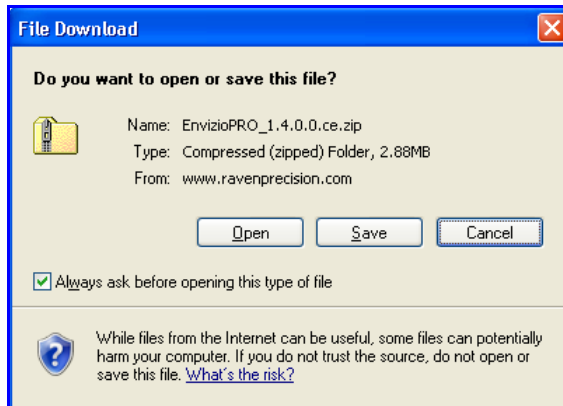 File Download
Do you want to open or save this file?
Name: EnvizioPRO_1.4.0.0.ce.zip
Type: Compressed (zipped) Folder, 2.88MB
From: www.ravenprecision.com
Open Save Cancel
Always ask before opening this type of file
While files from the Internet can be useful, some files can potentially
harm your computer. If you do not trust the source, do not open or
save this file. What's the risk?